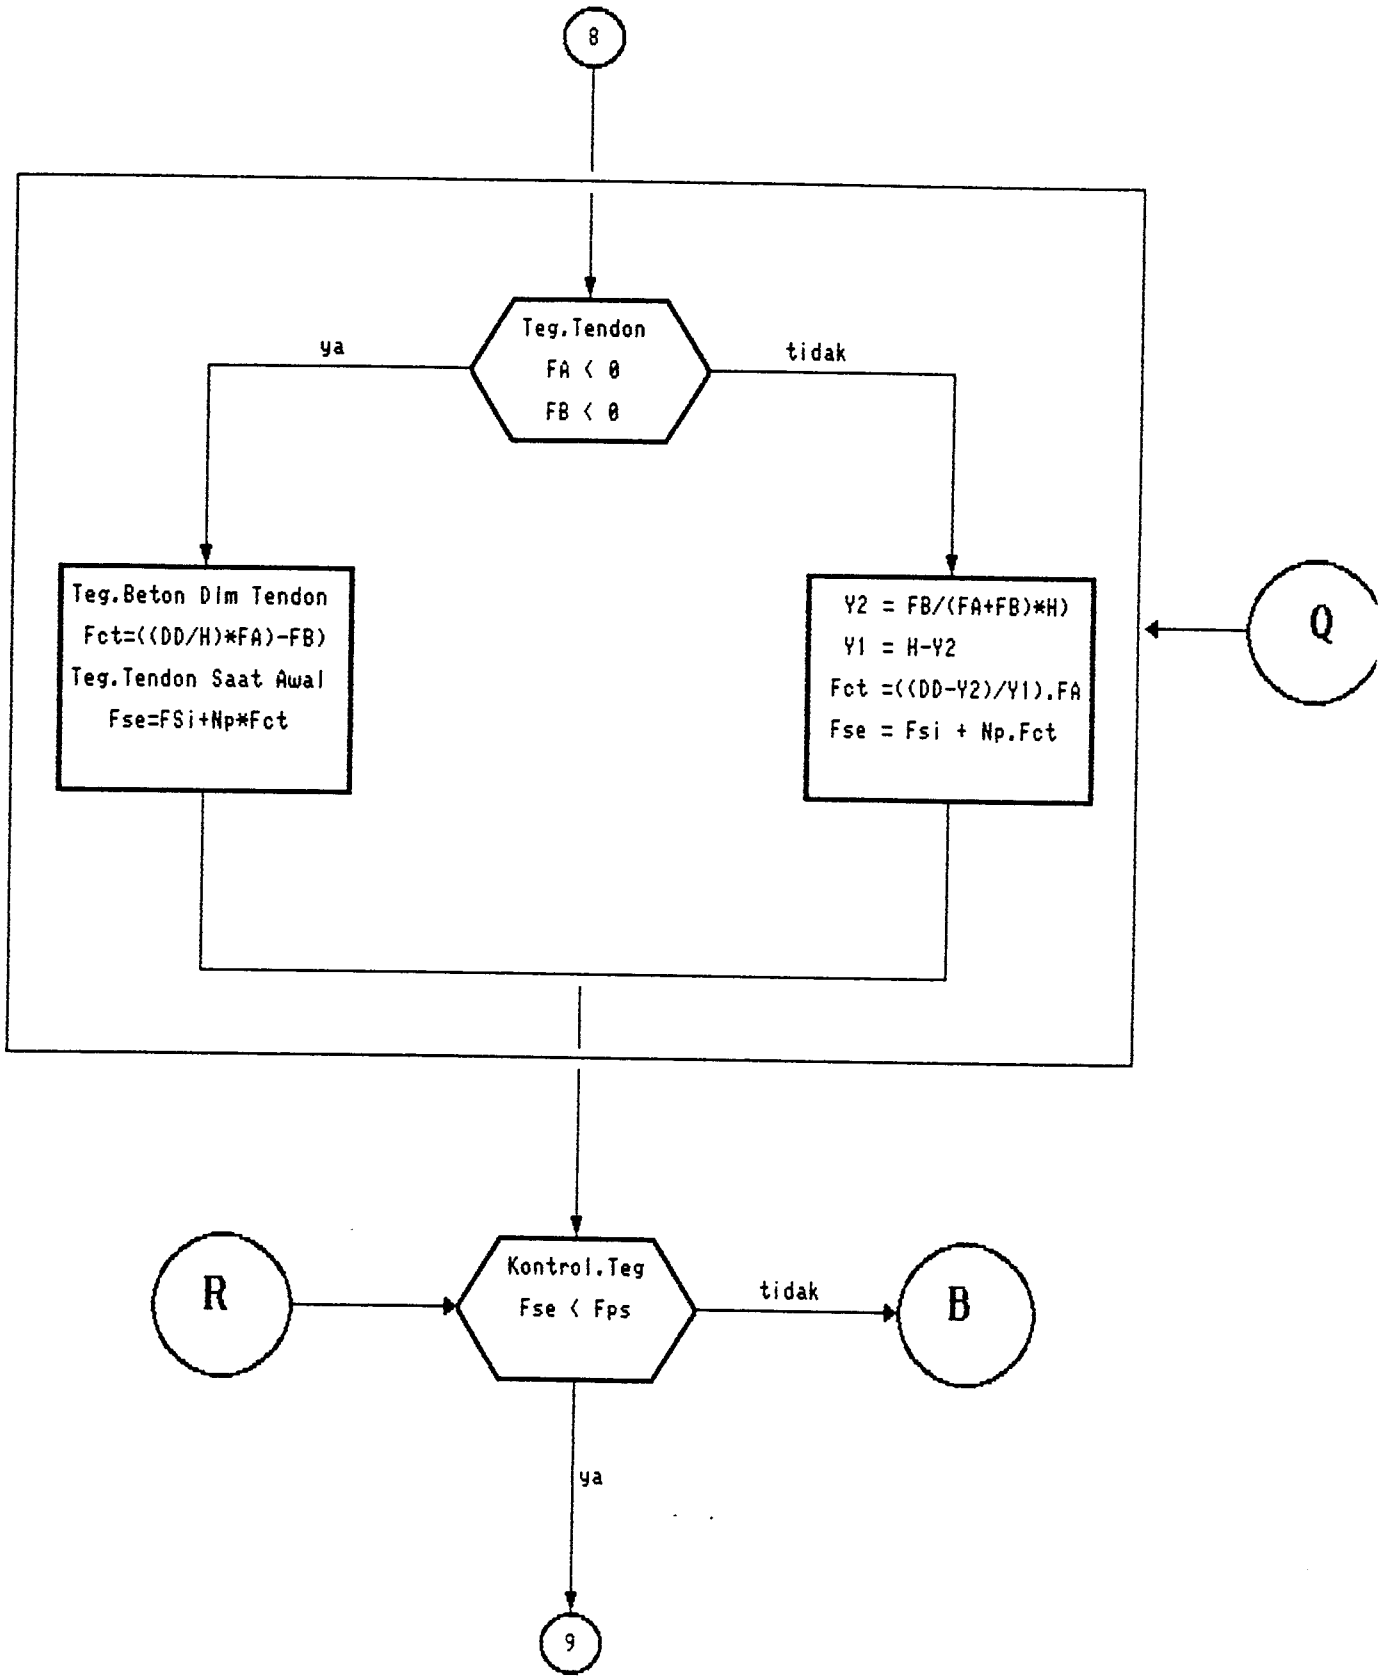 8
Teg.Tendon
FA < 0
FB < 0
ya
tidak
Teg.Beton Dlm Tendon
Fct=((DD/H)*FA)-FB)
Teg.Tendon Saat Awal
Fse=FSi+Np*Fct
Y2 = FB/(FA+FB)*H)
Y1 = H-Y2
Fct =((DD-Y2)/Y1).FA
Fse = Fsi + Np.Fct
Q
R
Kontrol.Teg
Fse < Fps
tidak
B
ya
9